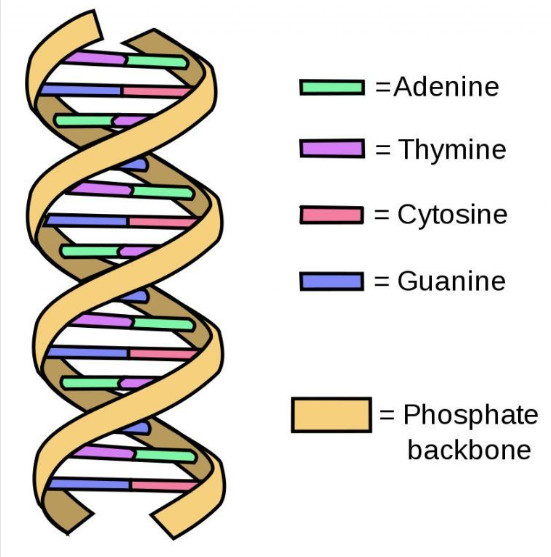 =Adenine
= Thymine
= Cytosine
= Guanine
= Phosphate
backbone